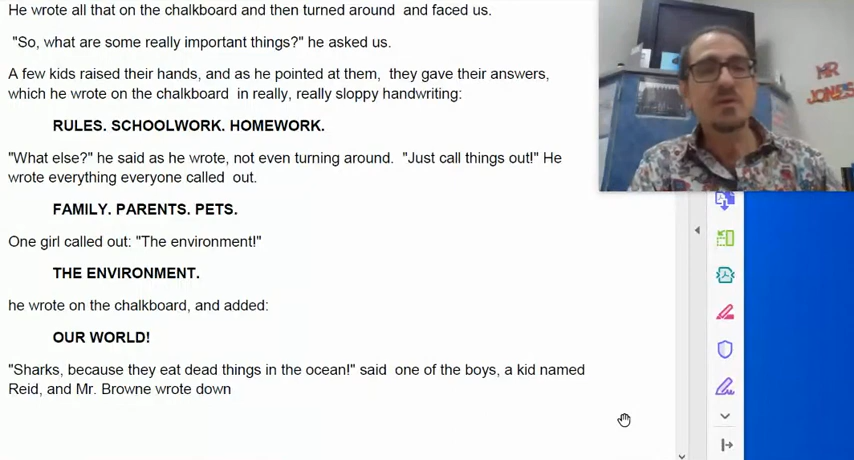 He wrote all that on the chalkboard and then turned around and faced us.
"So, what are some really important things?" he asked us.
A few kids raised their hands, and as he pointed at them, they gave their answers,
which he wrote on the chalkboard in really, really sloppy handwriting:
RULES. SCHOOLWORK. HOMEWORK.
"What else?" he said as he wrote, not even turning around. "Just call things out!" He
wrote everything everyone called out.
FAMILY. PARENTS. PETS.
One girl called out: "The environment!"
THE ENVIRONMENT.
he wrote on the chalkboard, and added:
OUR WORLD!
"Sharks, because they eat dead things in the ocean!" said one of the boys, a kid named
Reid, and Mr. Browne wrote down
MR
JONES